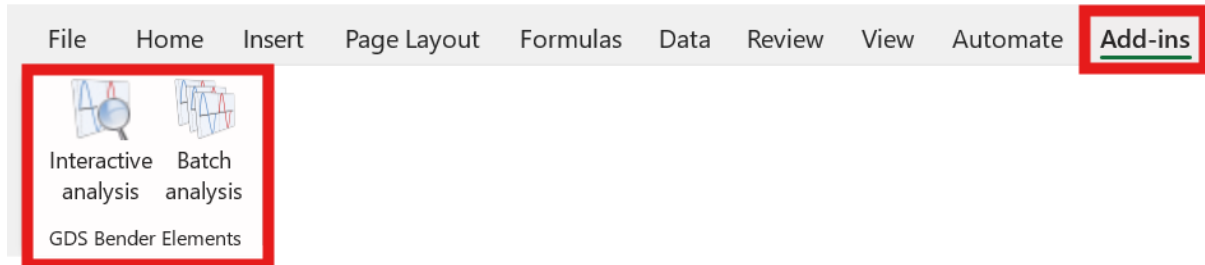 File Home Insert Page Layout Formulas Data Review View Automate Add-ins
Interactive Batch
analysis analysis
GDS Bender Elements